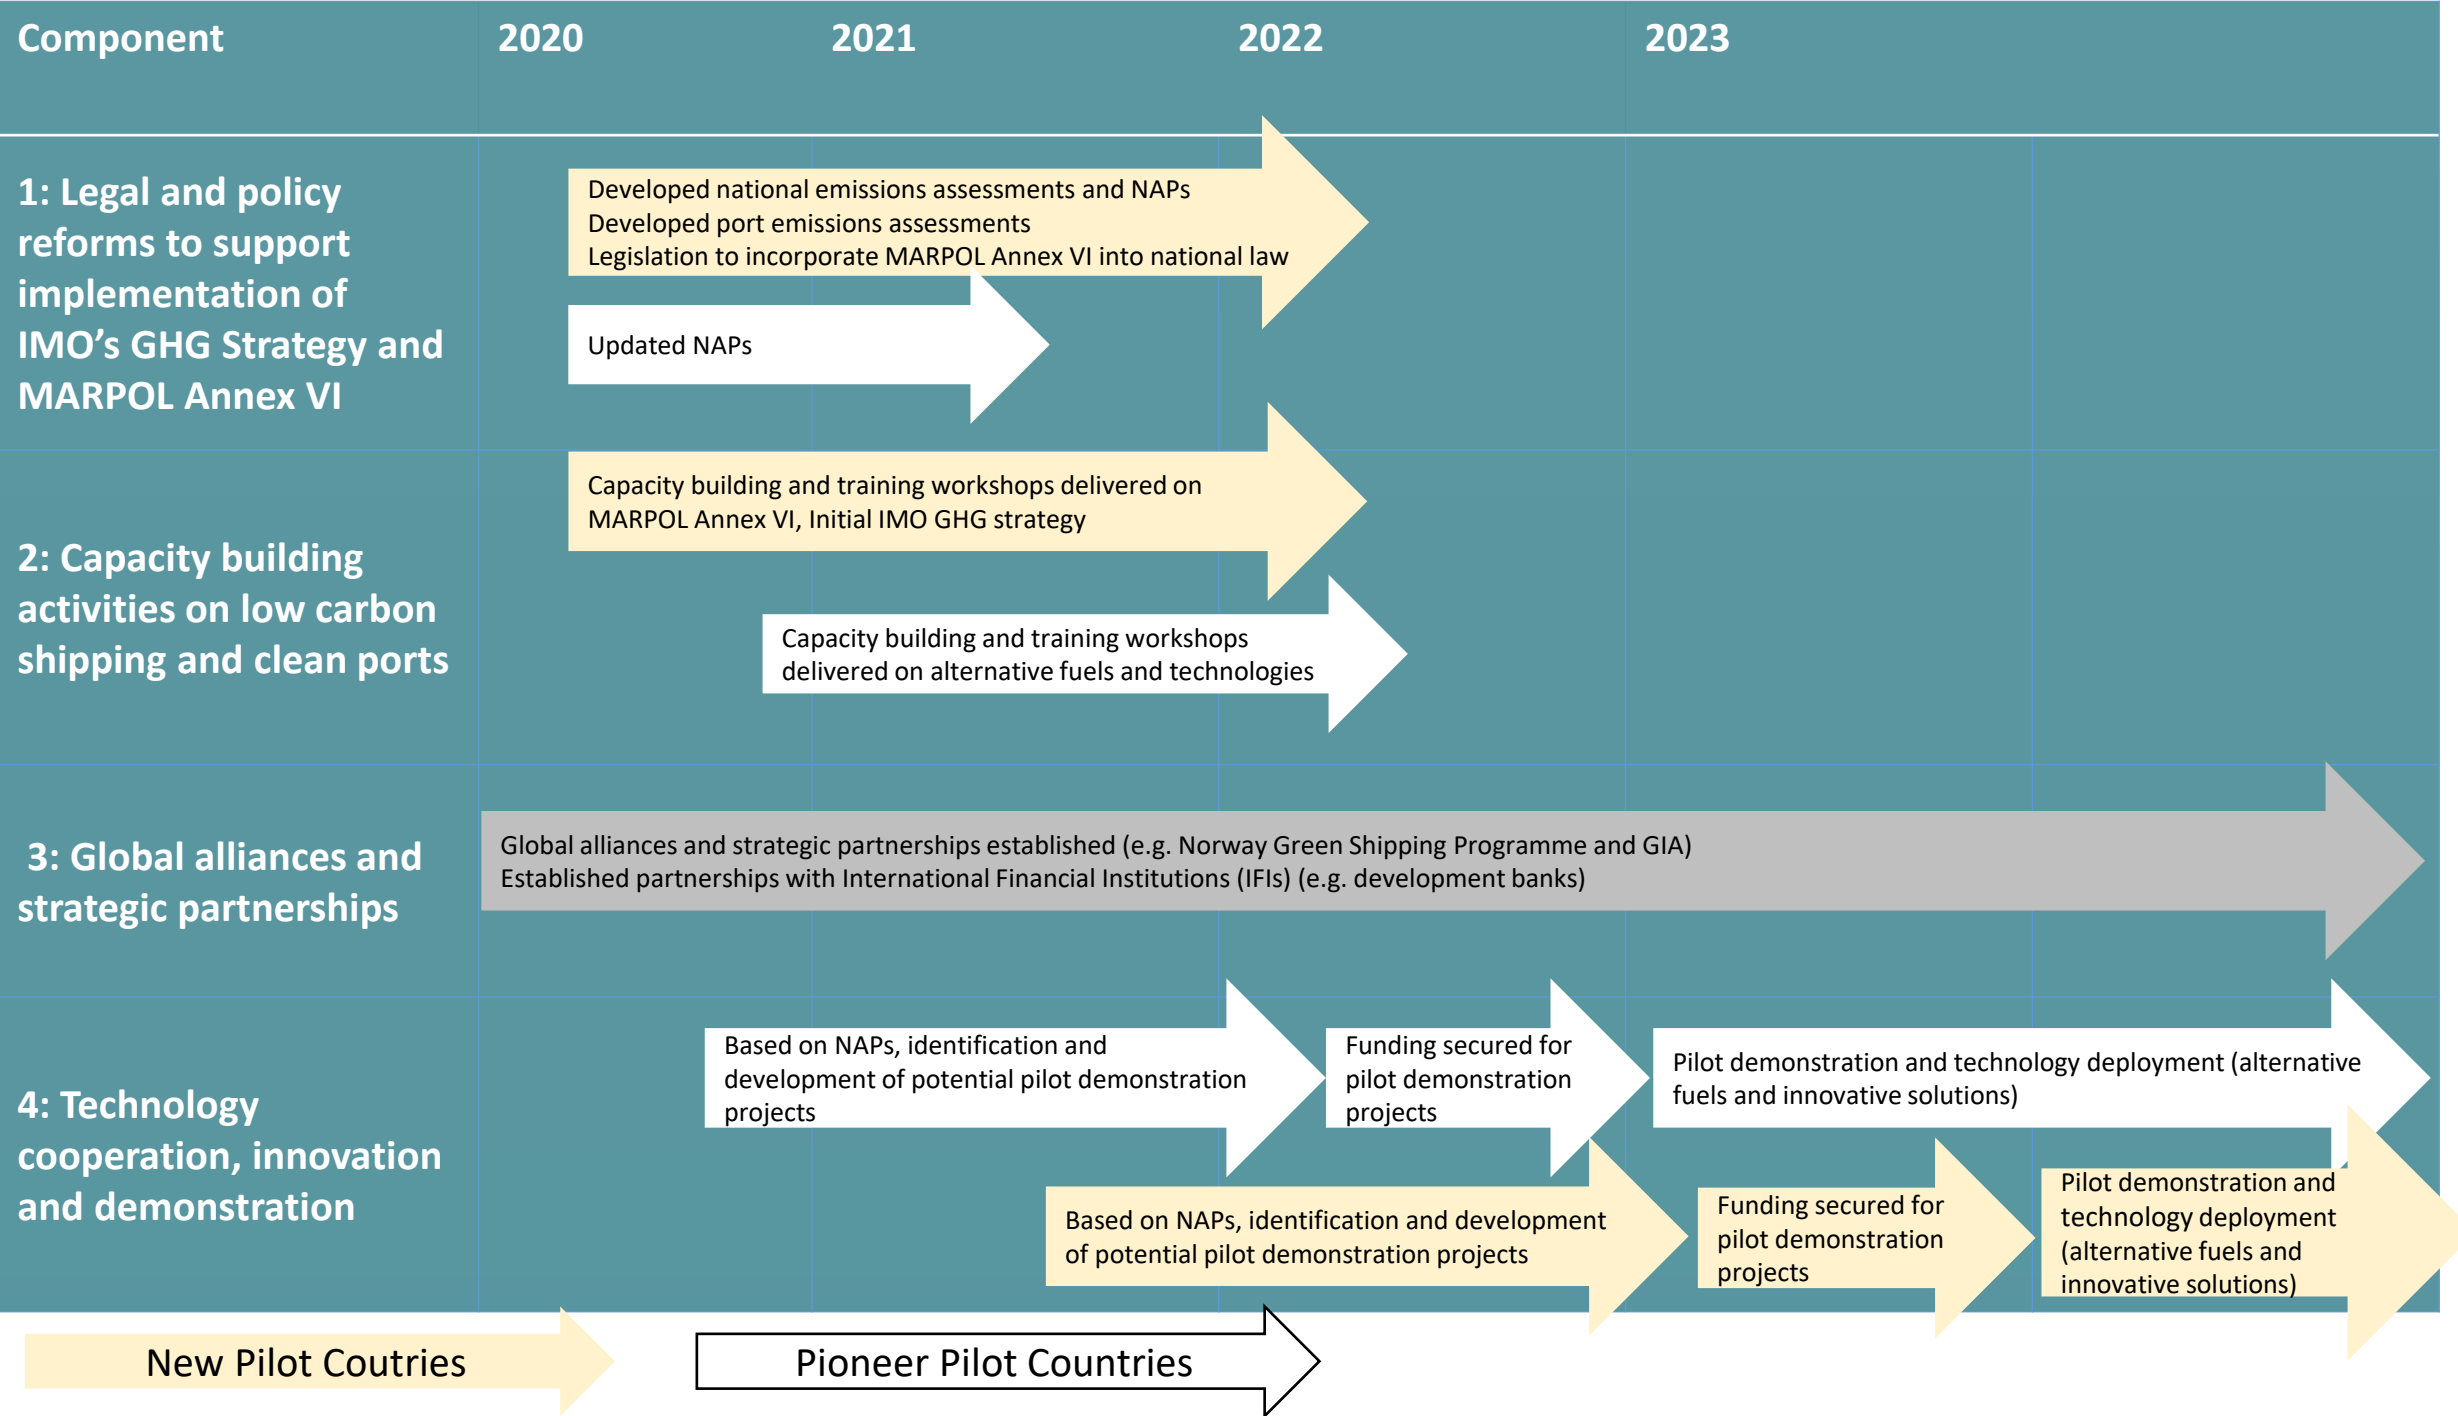 Component
2020
2021
2022
2023
1: Legal and policy
reforms to support
implementation of
IMO’s GHG Strategy and
MARPOL Annex VI
Developed national emissions assessments and NAPs
Developed port emissions assessments
Legislation to incorporate MARPOL Annex VI into national law
Updated NAPs
2: Capacity building
activities on low carbon
shipping and clean ports
Capacity building and training workshops delivered on
MARPOL Annex VI, Initial IMO GHG strategy
Capacity building and training workshops
delivered on alternative fuels and technologies
3: Global alliances and
strategic partnerships
Global alliances and strategic partnerships established (e.g. Norway Green Shipping Programme and GIA)
Established partnerships with International Financial Institutions (IFIs) (e.g. development banks)
4: Technology
cooperation, innovation
and demonstration
Based on NAPs, identification and
development of potential pilot demonstration
projects
Funding secured for
pilot demonstration
projects
Pilot demonstration and technology deployment (alternative
fuels and innovative solutions)
Based on NAPs, identification and development
of potential pilot demonstration projects
Funding secured for
pilot demonstration
projects
Pilot demonstration and
technology deployment
(alternative fuels and
innovative solutions)
New Pilot Coutries
Pioneer Pilot Countries